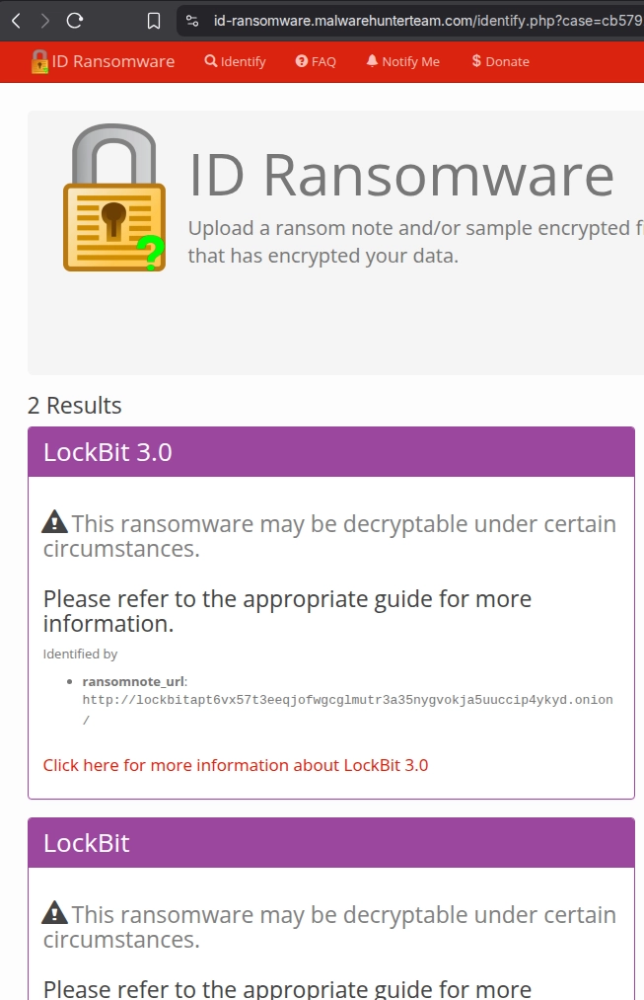 id-ransomware.malwarehunterteam.com/identify.php?case=cb579
ID Ransomware Identify FAQ Notify Me $ Donate
ID Ransomware
Upload a ransom note and/or sample encrypted
that has encrypted your data.
2 Results
LockBit 3.0
This ransomware may be decryptable under certain
circumstances.
Please refer to the appropriate guide for more
information.
Identified by
ransomnote_url:
http://lockbitapt6vx57t3eeqjofwgcglmutr3a35nygvokja5uuccip4ykyd.onion
/
Click here for more information about LockBit 3.0
LockBit
This ransomware may be decryptable under certain
circumstances.
Please refer to the appropriate guide for more